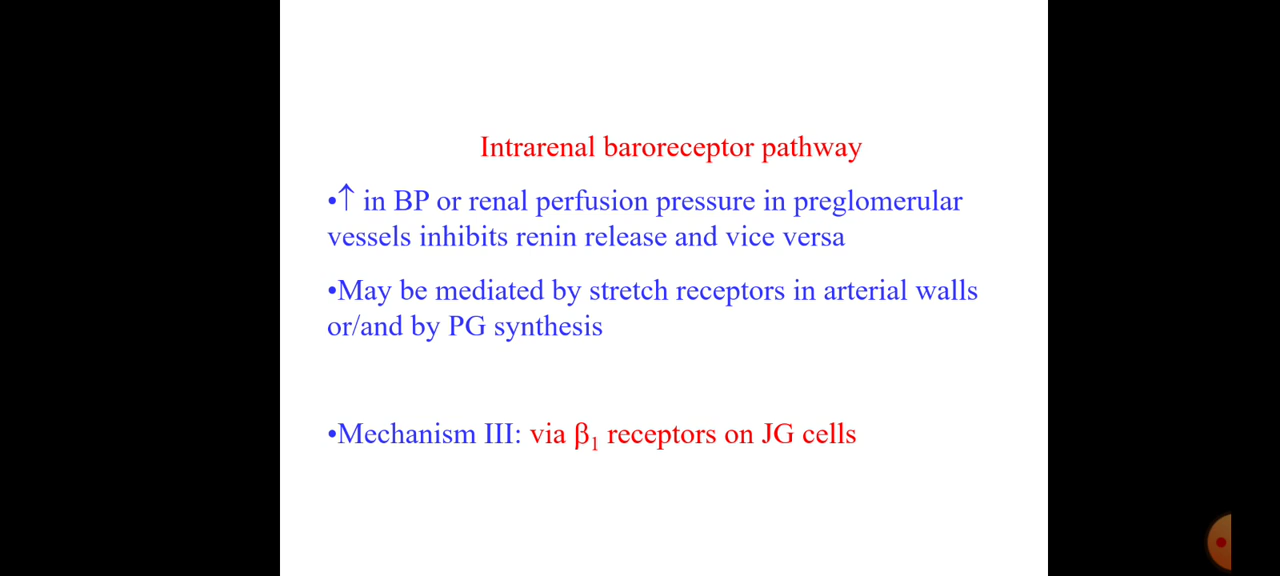 Intrarenal baroreceptor pathway
•↑ in BP or renal perfusion pressure in preglomerular
vessels inhibits renin release and vice versa
•May be mediated by stretch receptors in arterial walls
or/and by PG synthesis
•Mechanism III: via β₁ receptors on JG cells